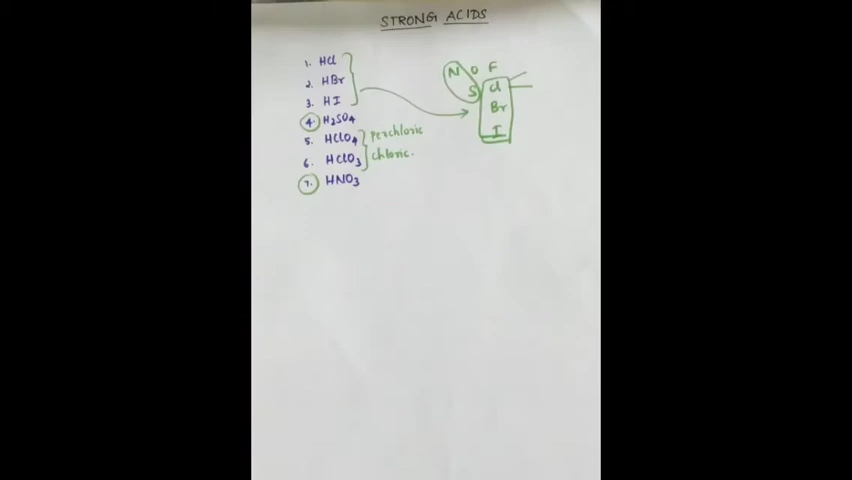 STRONG ACIDS
1. HCl
2. HBr
3. HI
4. H₂SO₄
5. HClO₄ perchloric
6. HClO₃ chloric.
7. HNO₃
N O F
S Cl
Br
I